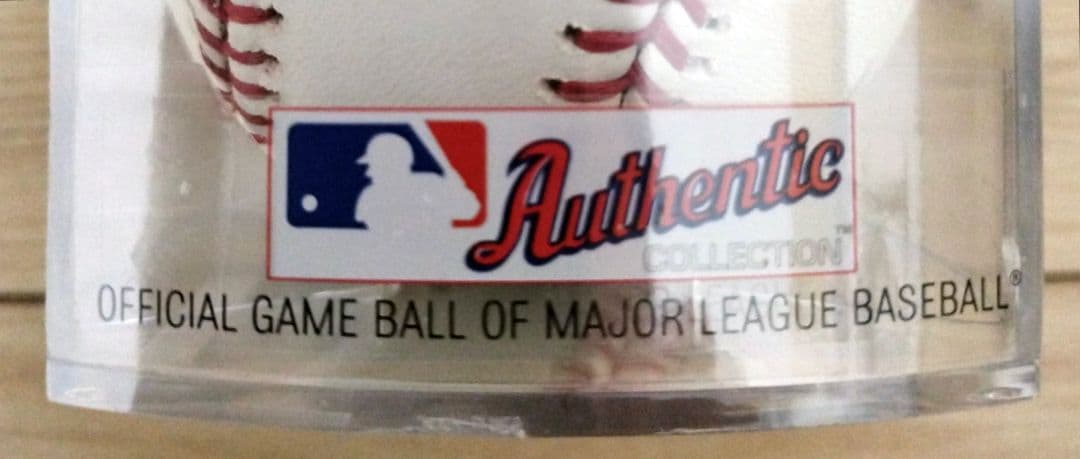 Authentic
COLLECTION™
OFFICIAL GAME BALL OF MAJOR LEAGUE BASEBALL®